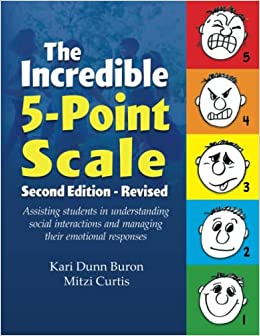 The
Incredible
5-Point
Scale
Second Edition - Revised
Assisting students in understanding
social interactions and managing
their emotional responses
Kari Dunn Buron
Mitzi Curtis
5
4
3
2
1